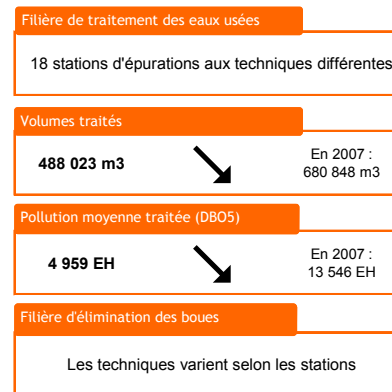 Filière de traitement des eaux usées
18 stations d'épurations aux techniques différentes
Volumes traités
488 023 m3
En 2007 :
680 848 m3
Pollution moyenne traitée (DBO5)
4 959 EH
En 2007 :
13 546 EH
Filière d'élimination des boues
Les techniques varient selon les stations